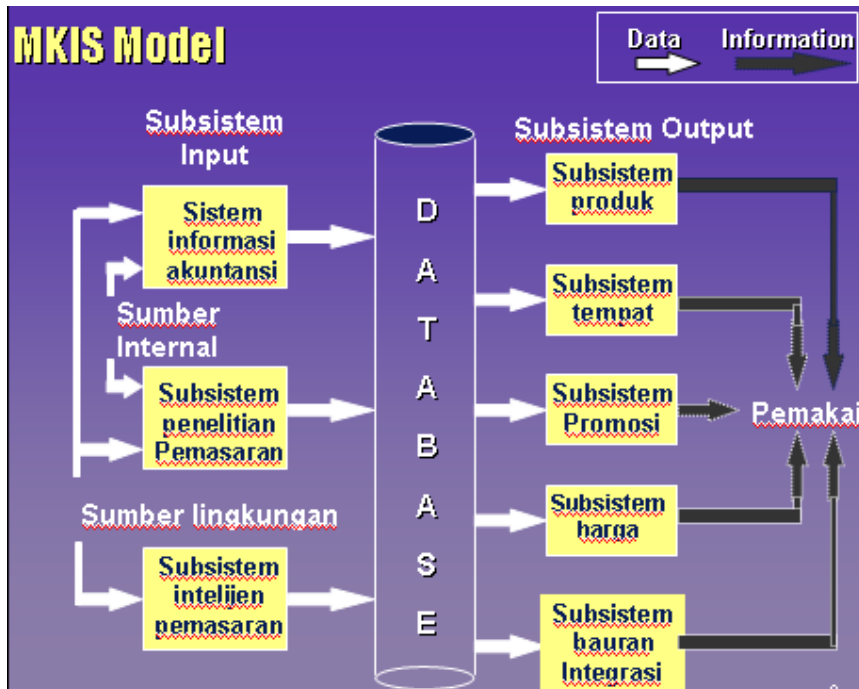 MKIS Model
Data Information
Subsistem
Input
Sistem
informasi
akuntansi
Sumber
Internal
Subsistem
penelitian
Pemasaran
Sumber lingkungan
Subsistem
intelijen
pemasaran
DATABASE
Subsistem Output
Subsistem
produk
Subsistem
tempat
Subsistem
Promosi
Subsistem
harga
Subsistem
bauran
Integrasi
Pemakai